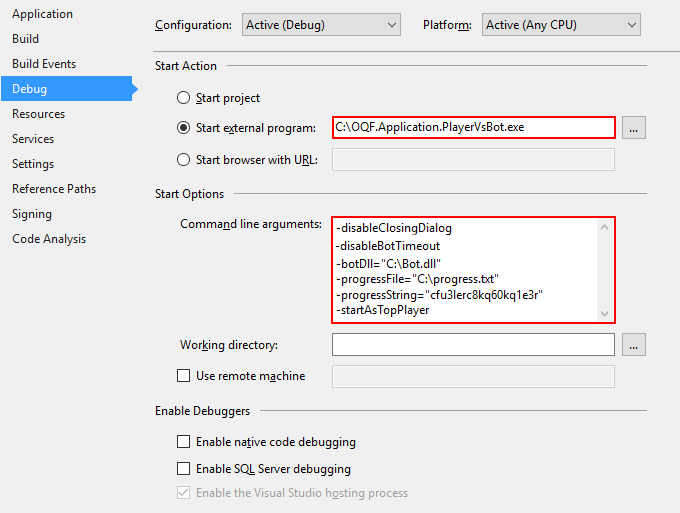 Application
Build
Build Events
Debug
Resources
Services
Settings
Reference Paths
Signing
Code Analysis
Configuration: Active (Debug) Platform: Active (Any CPU)
Start Action
Start project
Start external program: C:\OQF.Application.PlayerVsBot.exe ...
Start browser with URL:
Start Options
Command line arguments: -disableClosingDialog
-disableBotTimeout
-botDll="C:\Bot.dll"
-progressFile="C:\progress.txt"
-progressString="cfu3lerc8kq60kq1e3r"
-startAsTopPlayer
Working directory: ...
Use remote machine
Enable Debuggers
Enable native code debugging
Enable SQL Server debugging
Enable the Visual Studio hosting process